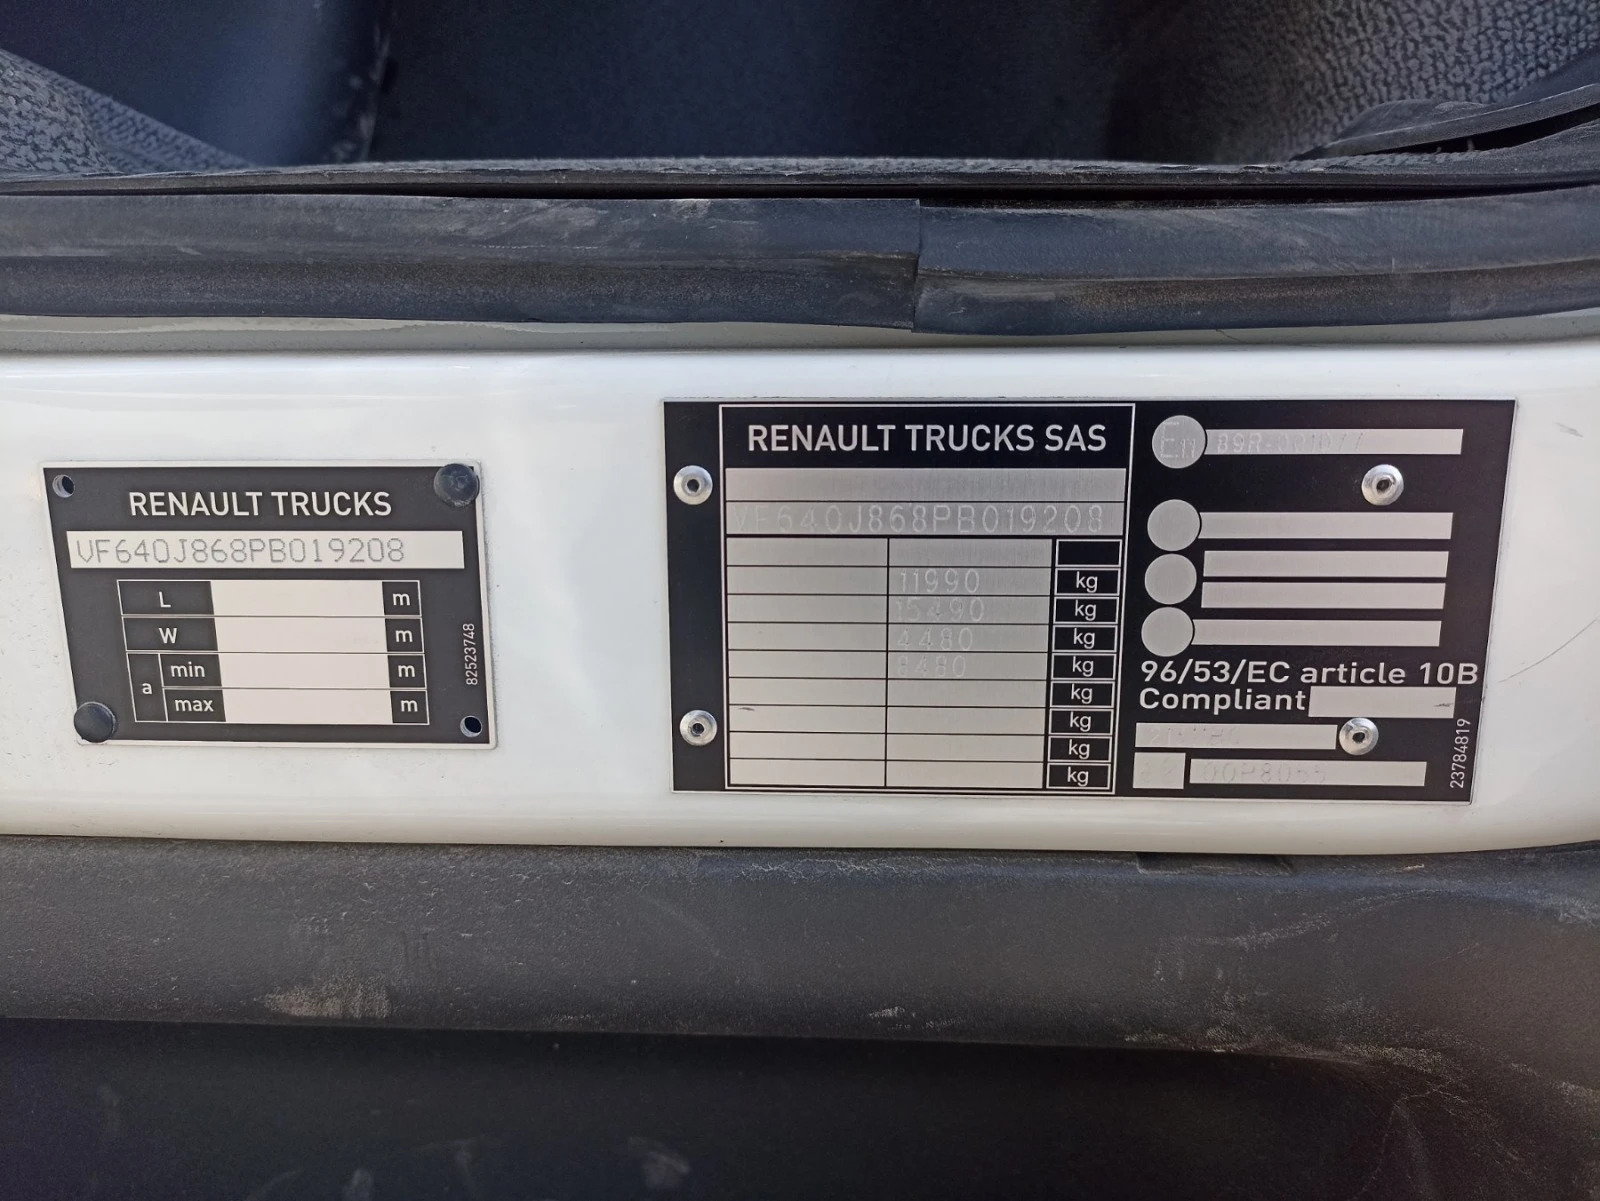 RENAULT TRUCKS
VF640J868PB019208
L m
W m
a min m
max m
82523748
RENAULT TRUCKS SAS
VF640J868PB019208
11990 kg
15490 kg
4480 kg
8480 kg
kg
kg
kg
kg
96/53/EC article 10B
Compliant
23784819